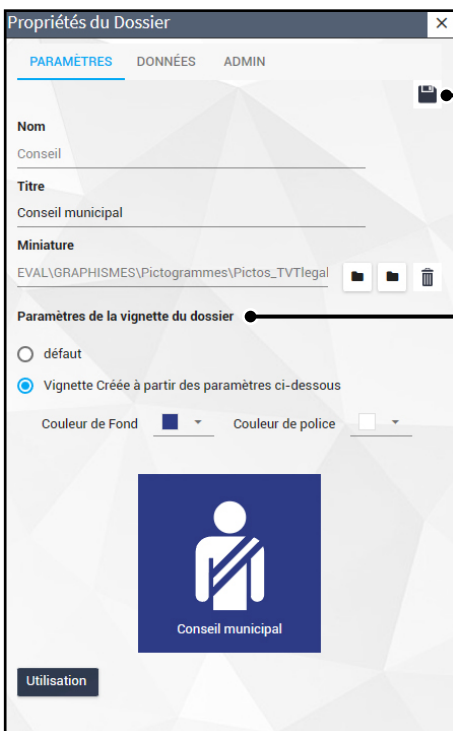 Propriétés du Dossier
PARAMÈTRES DONNÉES ADMIN
Nom
Conseil
Titre
Conseil municipal
Miniature
EVAL\GRAPHISMES\Pictogrammes\Pictos_TVTlegal
Paramètres de la vignette du dossier
défaut
Vignette Créée à partir des paramètres ci-dessous
Couleur de Fond Couleur de police
Conseil municipal
Utilisation